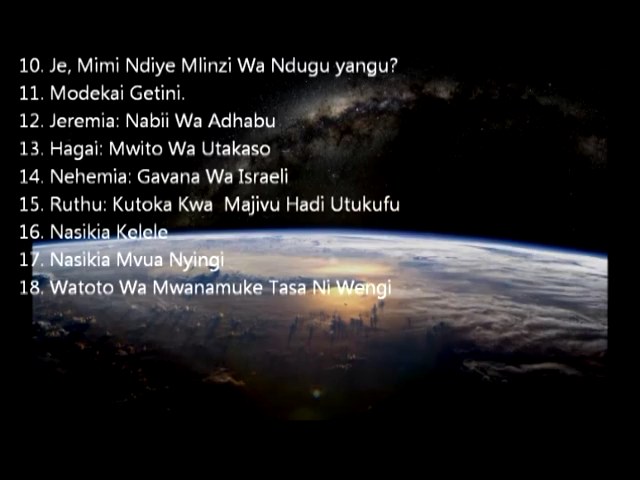 10. Je, Mimi Ndiye Mlinzi Wa Ndugu yangu?
11. Modekai Getini.
12. Jeremia: Nabii Wa Adhabu
13. Hagai: Mwito Wa Utakaso
14. Nehemia: Gavana Wa Israeli
15. Ruthu: Kutoka Kwa  Majivu Hadi Utukufu
16. Nasikia Kelele
17. Nasikia Mvua Nyingi
18. Watoto Wa Mwanamuke Tasa Ni Wengi